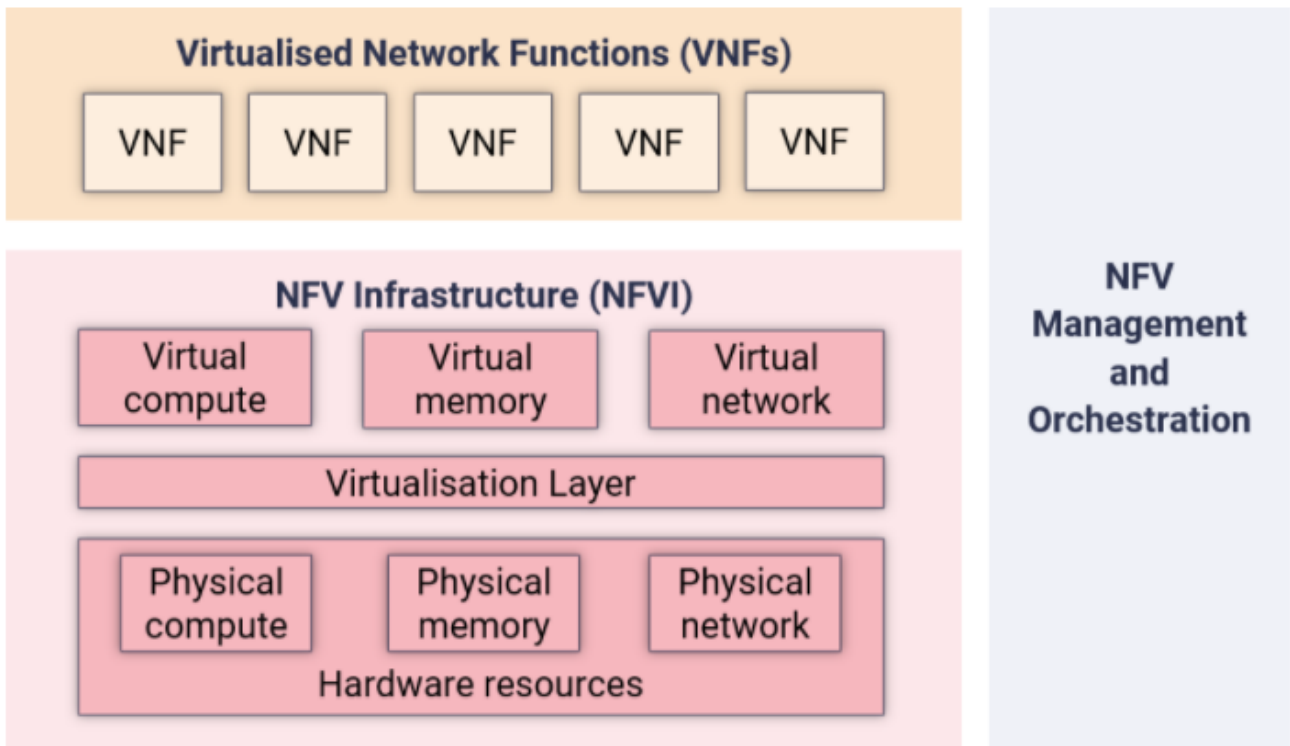 Virtualised Network Functions (VNFs)
VNF
VNF
VNF
VNF
VNF
NFV Infrastructure (NFVI)
Virtual
compute
Virtual
memory
Virtual
network
Virtualisation Layer
Physical
compute
Physical
memory
Physical
network
Hardware resources
NFV
Management
and
Orchestration